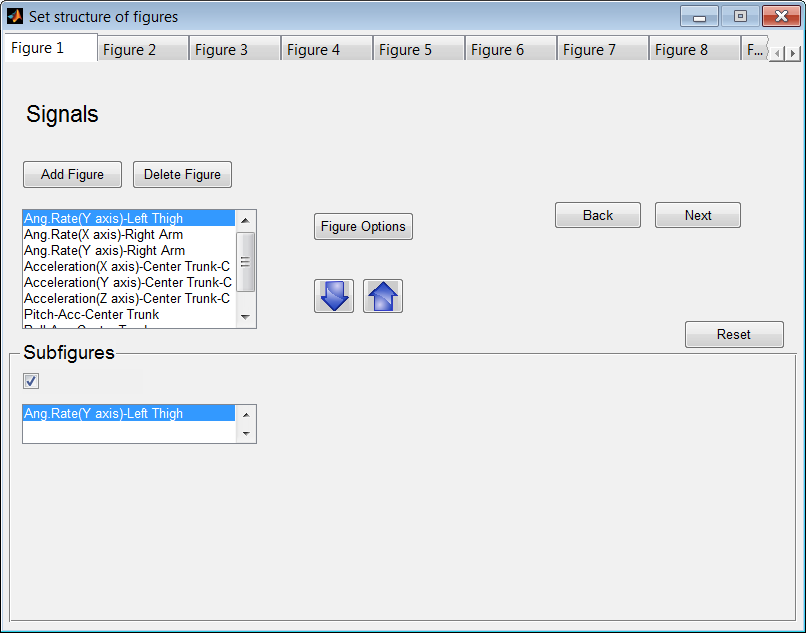 Set structure of figures
Figure 1 Figure 2 Figure 3 Figure 4 Figure 5 Figure 6 Figure 7 Figure 8 F...
Signals
Add Figure Delete Figure
Ang.Rate(Y axis)-Left Thigh
Ang.Rate(X axis)-Right Arm
Ang.Rate(Y axis)-Right Arm
Acceleration(X axis)-Center Trunk-C
Acceleration(Y axis)-Center Trunk-C
Acceleration(Z axis)-Center Trunk-C
Pitch-Acc-Center Trunk
Figure Options
Back Next
Reset
Subfigures
Ang.Rate(Y axis)-Left Thigh